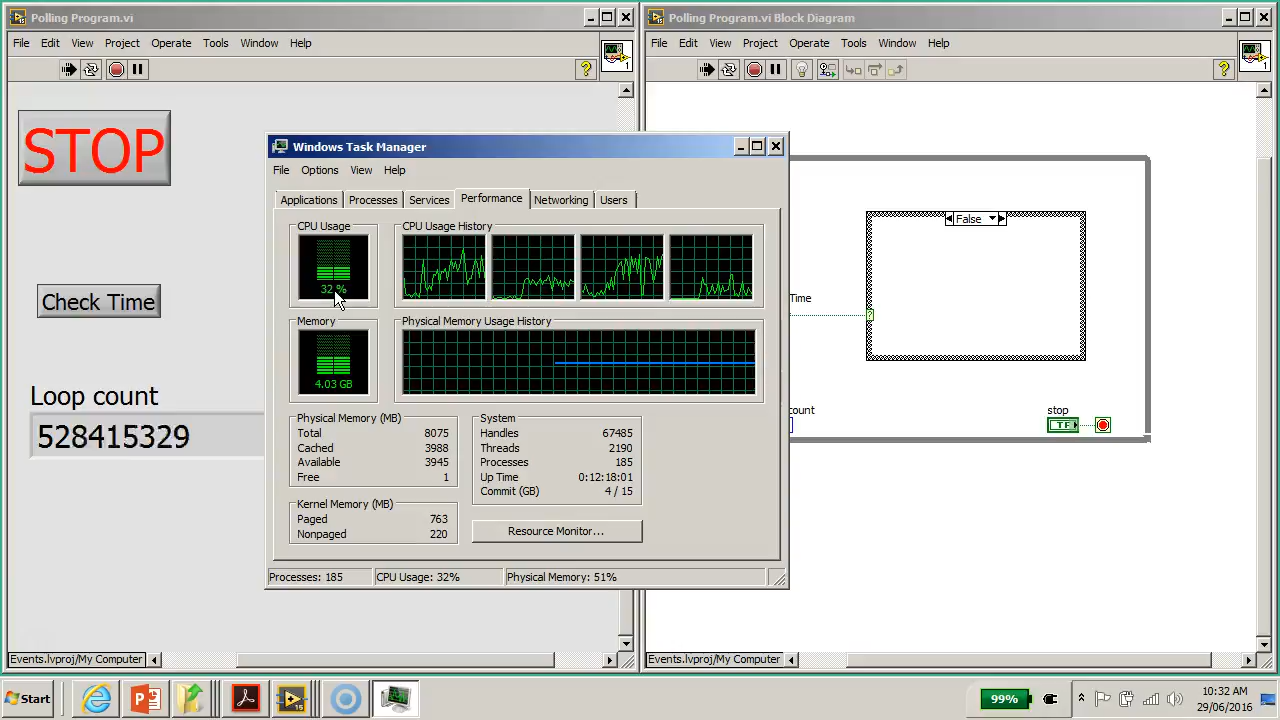 Polling Program.vi
File Edit View Project Operate Tools Window Help
?
1
STOP
Check Time
Loop count
528415329
Events.lvproj/My Computer
Polling Program.vi Block Diagram
File Edit View Project Operate Tools Window Help
?
1
False
Time
?
count
stop
TF
Events.lvproj/My Computer
Windows Task Manager
File Options View Help
Applications Processes Services Performance Networking Users
CPU Usage
32 %
CPU Usage History
Memory
4.03 GB
Physical Memory Usage History
Physical Memory (MB)
Total 8075
Cached 3988
Available 3945
Free 1
Kernel Memory (MB)
Paged 763
Nonpaged 220
System
Handles 67485
Threads 2190
Processes 185
Up Time 0:12:18:01
Commit (GB) 4 / 15
Resource Monitor...
Processes: 185 CPU Usage: 32% Physical Memory: 51%
Start
99%
10:32 AM
29/06/2016